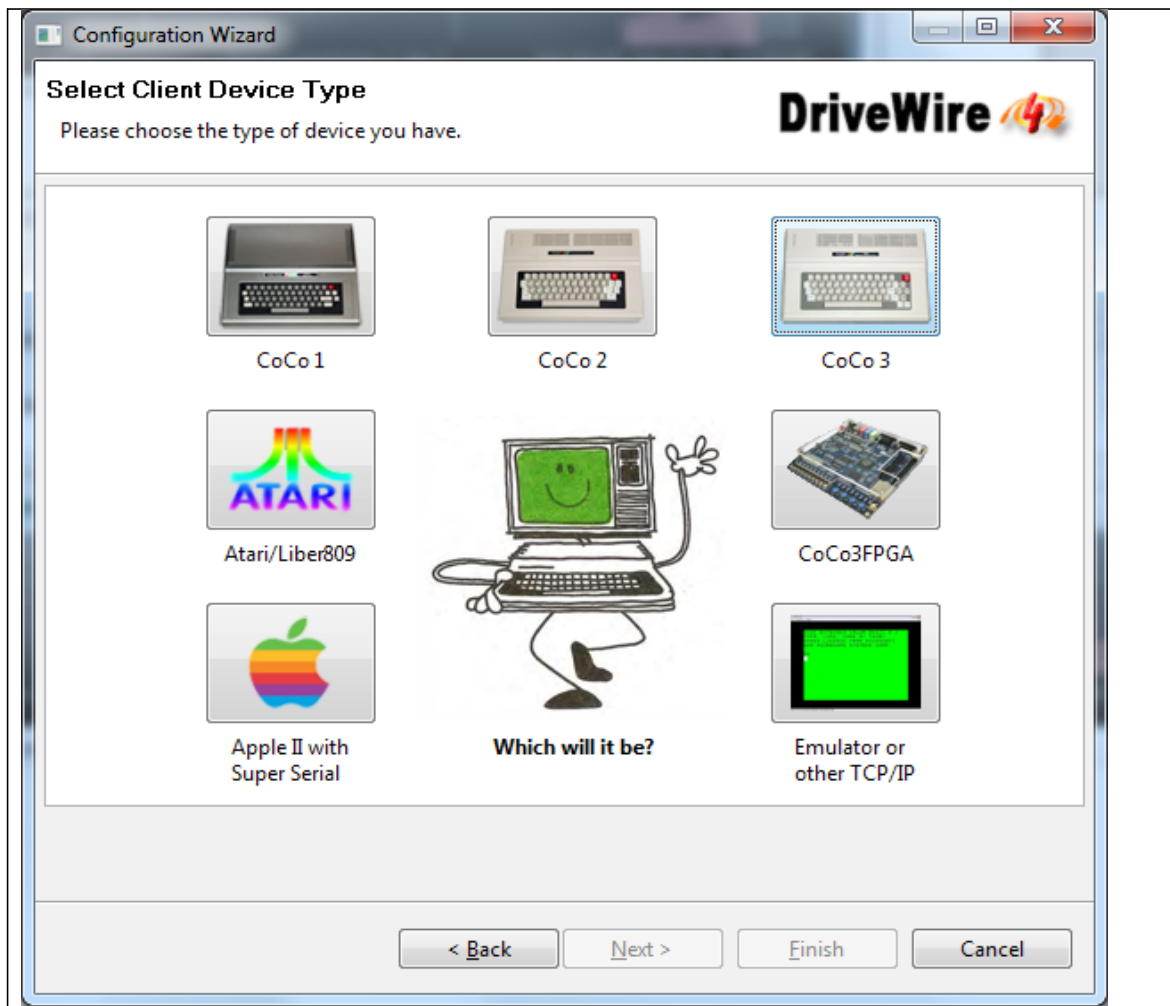 Configuration Wizard
Select Client Device Type
Please choose the type of device you have.
DriveWire 4
CoCo 1
CoCo 2
CoCo 3
ATARI
Atari/Liber809
CoCo3FPGA
Apple II with
Super Serial
Which will it be?
Emulator or
other TCP/IP
< Back
Next >
Finish
Cancel